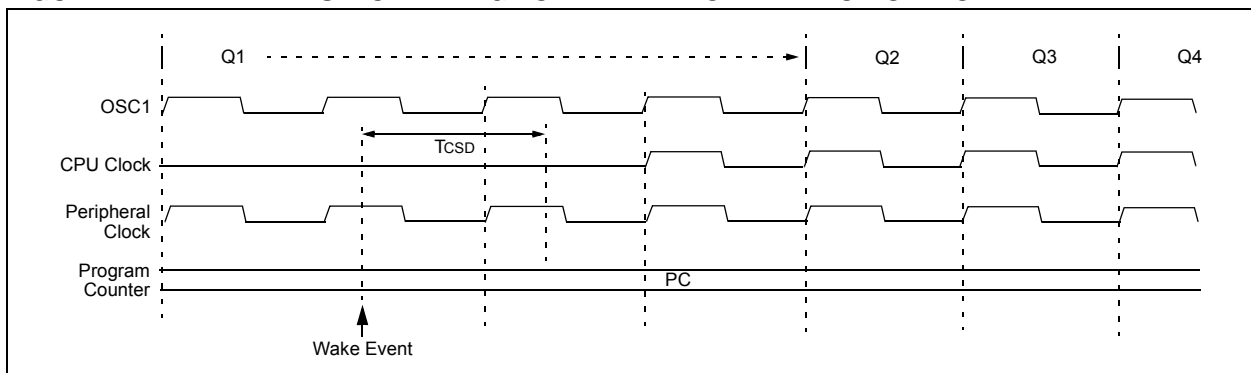 Q1 Q2 Q3 Q4
OSC1
TCSD
CPU Clock
Peripheral
Clock
Program
Counter
PC
Wake Event